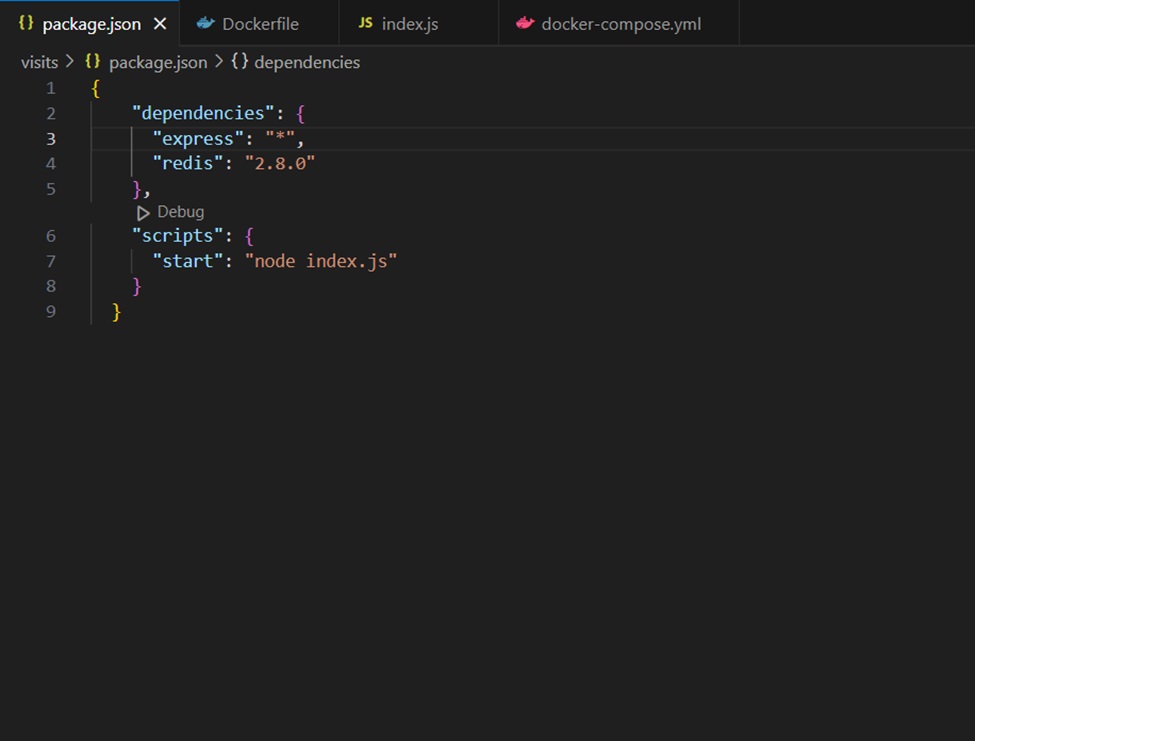 {} package.json × Dockerfile JS index.js docker-compose.yml
visits > {} package.json > {} dependencies
1 {
2 "dependencies": {
3 "express": "*",
4 "redis": "2.8.0"
5 },
Debug
6 "scripts": {
7 "start": "node index.js"
8 }
9 }